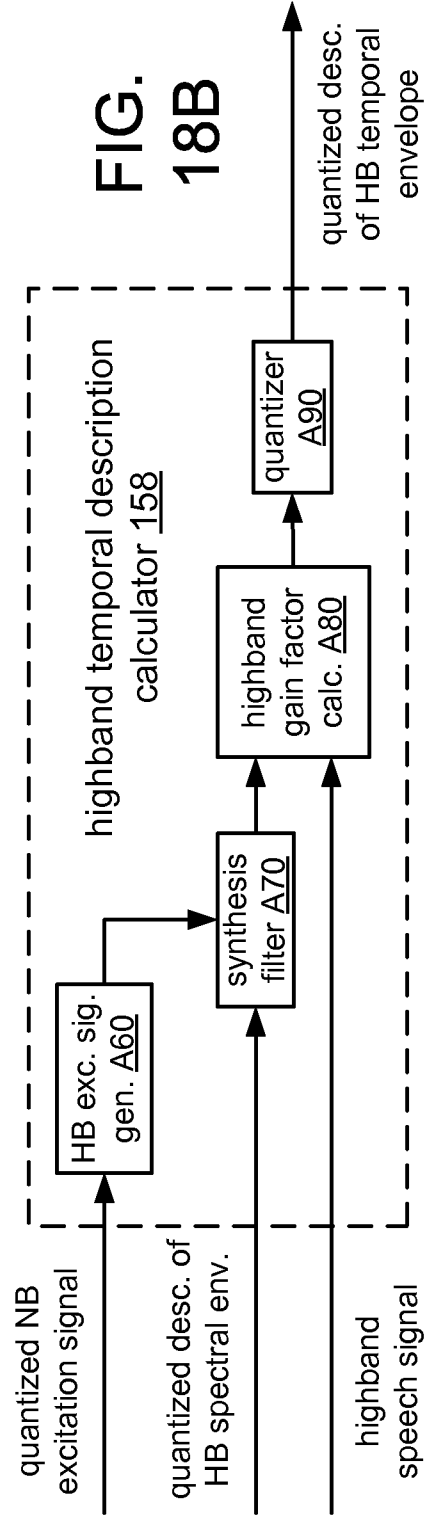 FIG.
18B
highband temporal description
calculator 158
quantized NB
excitation signal
HB exc. sig.
gen. A60
quantized desc. of
HB spectral env.
synthesis
filter A70
highband
speech signal
highband
gain factor
calc. A80
quantizer
A90
quantized desc.
of HB temporal
envelope